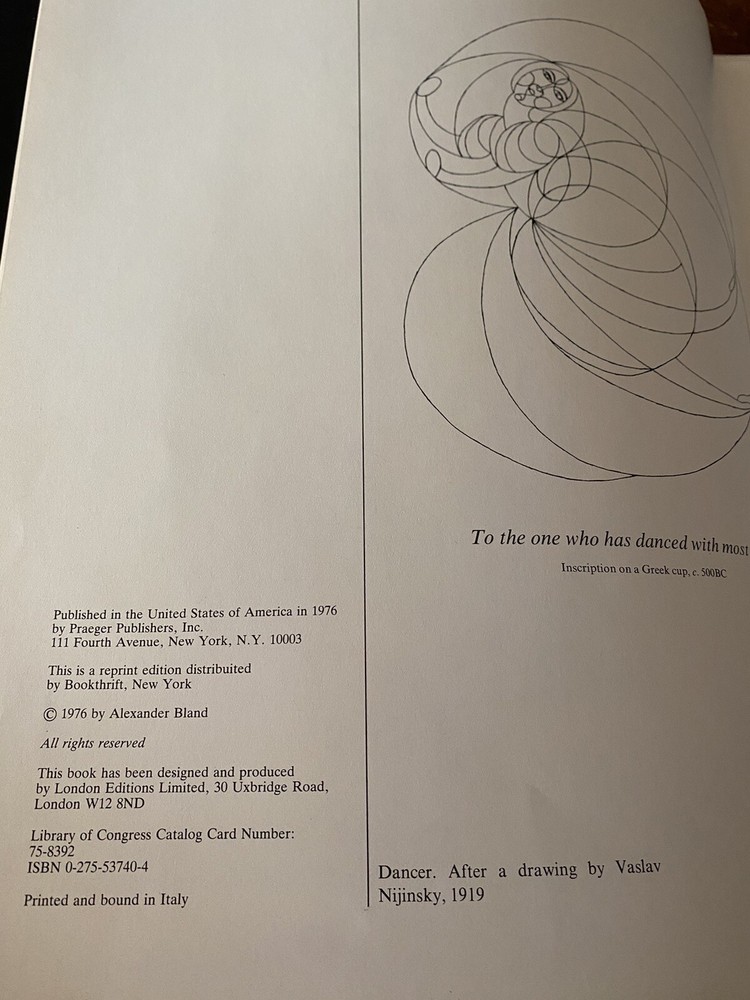 Published in the United States of America in 1976
by Praeger Publishers, Inc.
111 Fourth Avenue, New York, N.Y. 10003
This is a reprint edition distribuited
by Bookthrift, New York
© 1976 by Alexander Bland
All rights reserved
This book has been designed and produced
by London Editions Limited, 30 Uxbridge Road,
London W12 8ND
Library of Congress Catalog Card Number:
75-8392
ISBN 0-275-53740-4
Printed and bound in Italy
To the one who has danced with most
Inscription on a Greek cup, c. 500BC
Dancer. After a drawing by Vaslav
Nijinsky, 1919